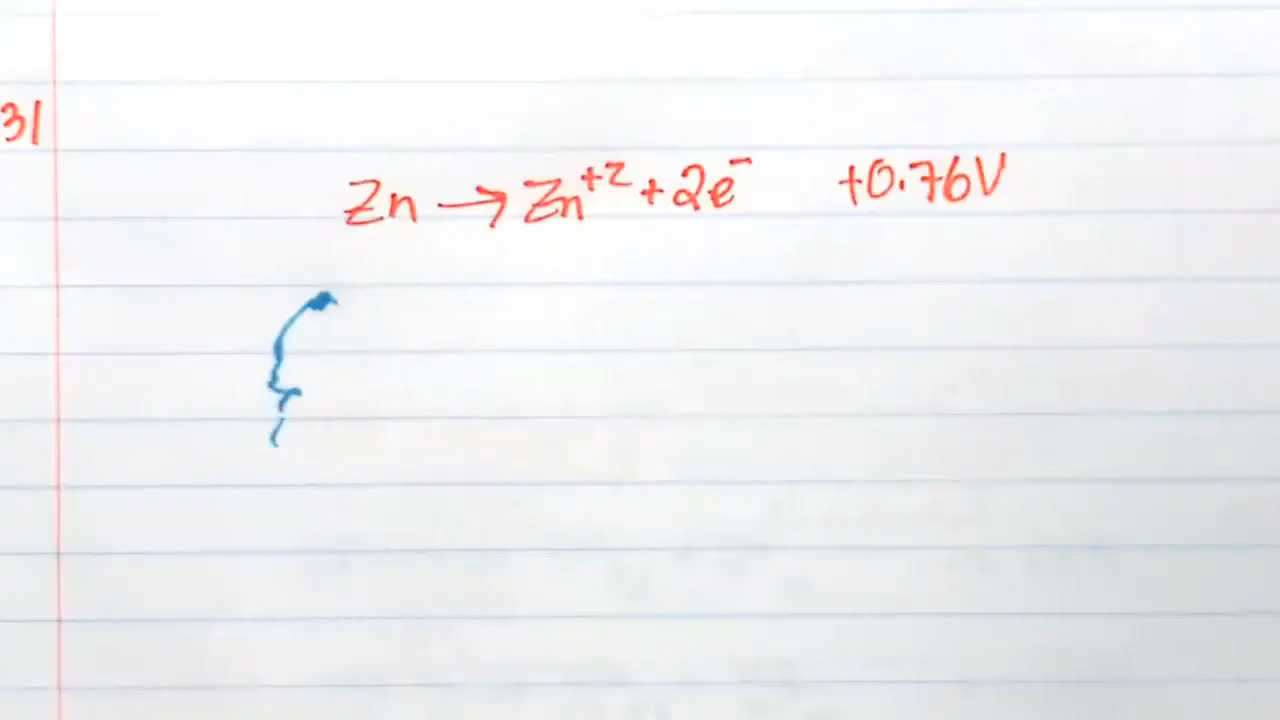 31
Zn → Zn⁺² + 2e⁻ +0.76V